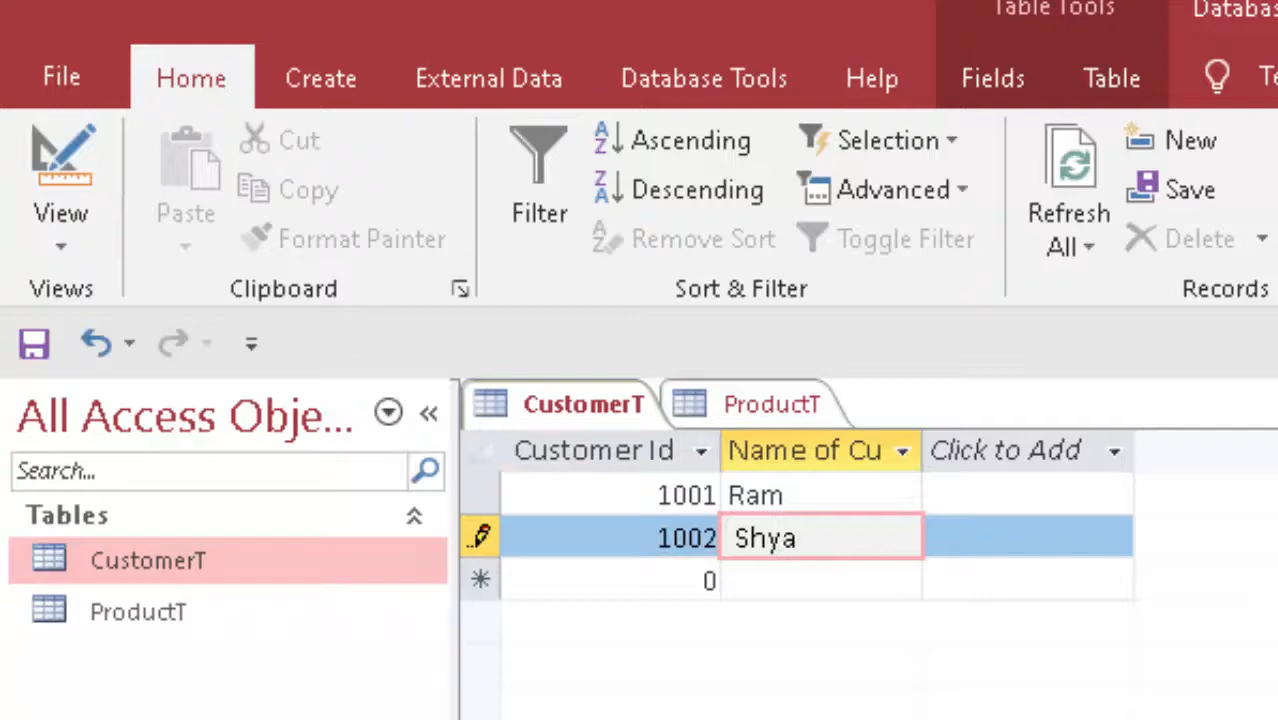 Table Tools
File Home Create External Data Database Tools Help Fields Table
View
Views
Paste
Cut
Copy
Format Painter
Clipboard
Filter
Ascending
Descending
Remove Sort
Selection
Advanced
Toggle Filter
Sort & Filter
Refresh
All
New
Save
Delete
Records
All Access Obje...
Search...
Tables
CustomerT
ProductT
CustomerT ProductT
Customer Id Name of Cu Click to Add
1001 Ram
1002 Shya
0